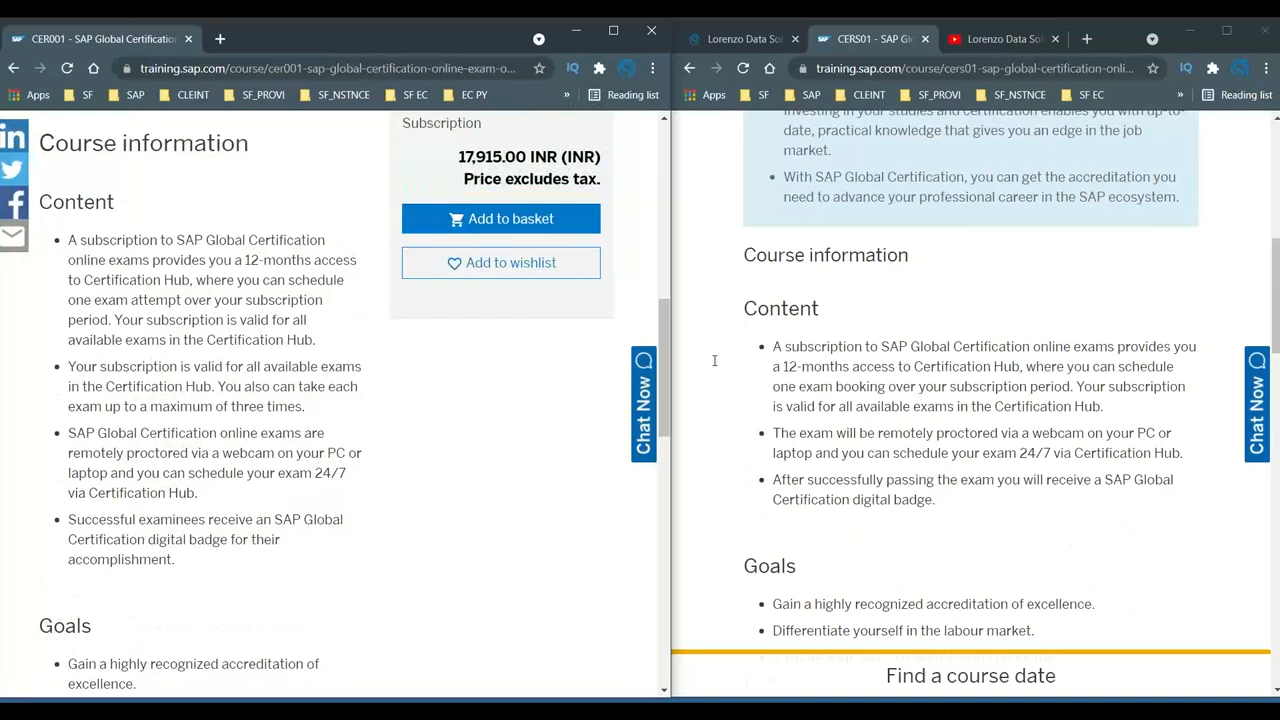 CER001 - SAP Global Certificatio
training.sap.com/course/cer001-sap-global-certification-online-exam-o...
Apps
SF
SAP
CLEINT
SF_PROVI
SF_NSTNCE
SF EC
EC PY
»
Reading list
Course information
Content
A subscription to SAP Global Certification
online exams provides you a 12-months access
to Certification Hub, where you can schedule
one exam attempt over your subscription
period. Your subscription is valid for all
available exams in the Certification Hub.
Your subscription is valid for all available exams
in the Certification Hub. You also can take each
exam up to a maximum of three times.
SAP Global Certification online exams are
remotely proctored via a webcam on your PC or
laptop and you can schedule your exam 24/7
via Certification Hub.
Successful examinees receive an SAP Global
Certification digital badge for their
accomplishment.
Goals
Gain a highly recognized accreditation of
excellence.
Subscription
17,915.00 INR (INR)
Price excludes tax.
Add to basket
Add to wishlist
Chat Now
Lorenzo Data So
CERS01 - SAP Gl
Lorenzo Data So
training.sap.com/course/cers01-sap-global-certification-onli...
Apps
SF
SAP
CLEINT
SF_PROVI
SF_NSTNCE
SF EC
»
Reading list
investing in your studies and certification enables you with up-to-
date, practical knowledge that gives you an edge in the job
market.
With SAP Global Certification, you can get the accreditation you
need to advance your professional career in the SAP ecosystem.
Course information
Content
A subscription to SAP Global Certification online exams provides you
a 12-months access to Certification Hub, where you can schedule
one exam booking over your subscription period. Your subscription
is valid for all available exams in the Certification Hub.
The exam will be remotely proctored via a webcam on your PC or
laptop and you can schedule your exam 24/7 via Certification Hub.
After successfully passing the exam you will receive a SAP Global
Certification digital badge.
Goals
Gain a highly recognized accreditation of excellence.
Differentiate yourself in the labour market.
Find a course date
Chat Now